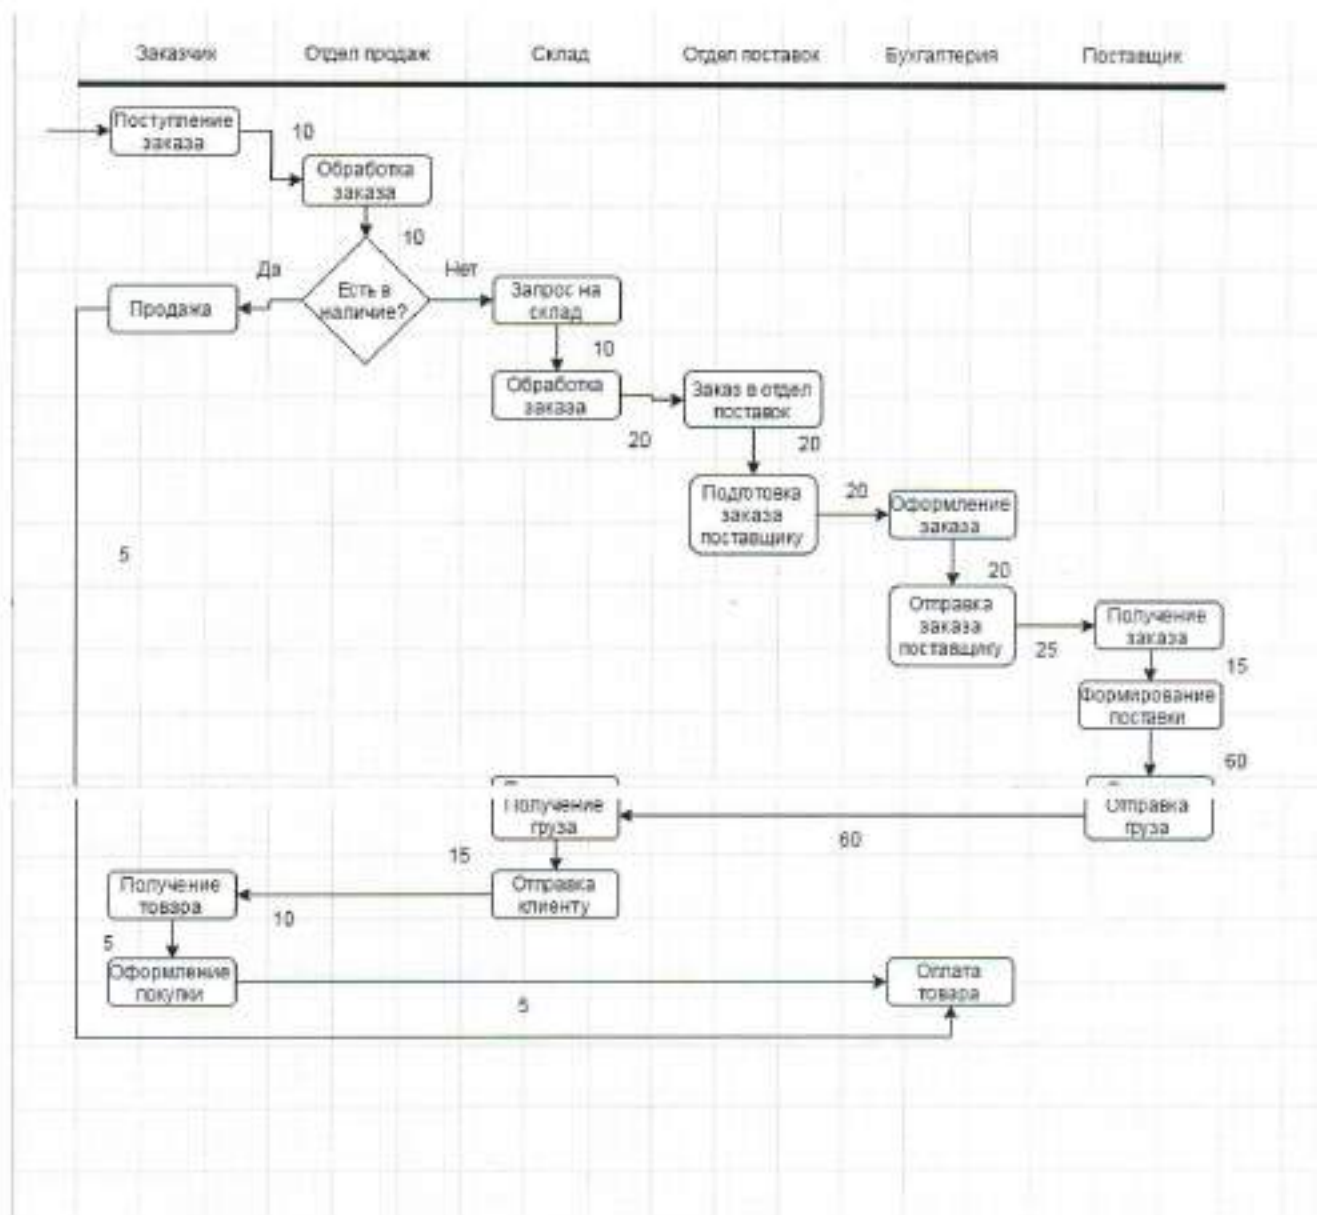 Заказчик Отдел продаж Склад Отдел поставок Бухгалтерия Поставщик
Поступление
заказа
10
Обработка
заказа
10
Да
Нет
Есть в
наличие?
Продажа
Запрос на
склад
10
Обработка
заказа
20
Заказ в отдел
поставок
20
Подготовка
заказа
поставщику
20
Оформление
заказа
20
5
Отправка
заказа
поставщику
25
Получение
заказа
15
Формирование
поставки
60
Отправка
груза
60
Получение
груза
15
Отправка
клиенту
10
Получение
товара
5
Оформление
покупки
5
Оплата
товара